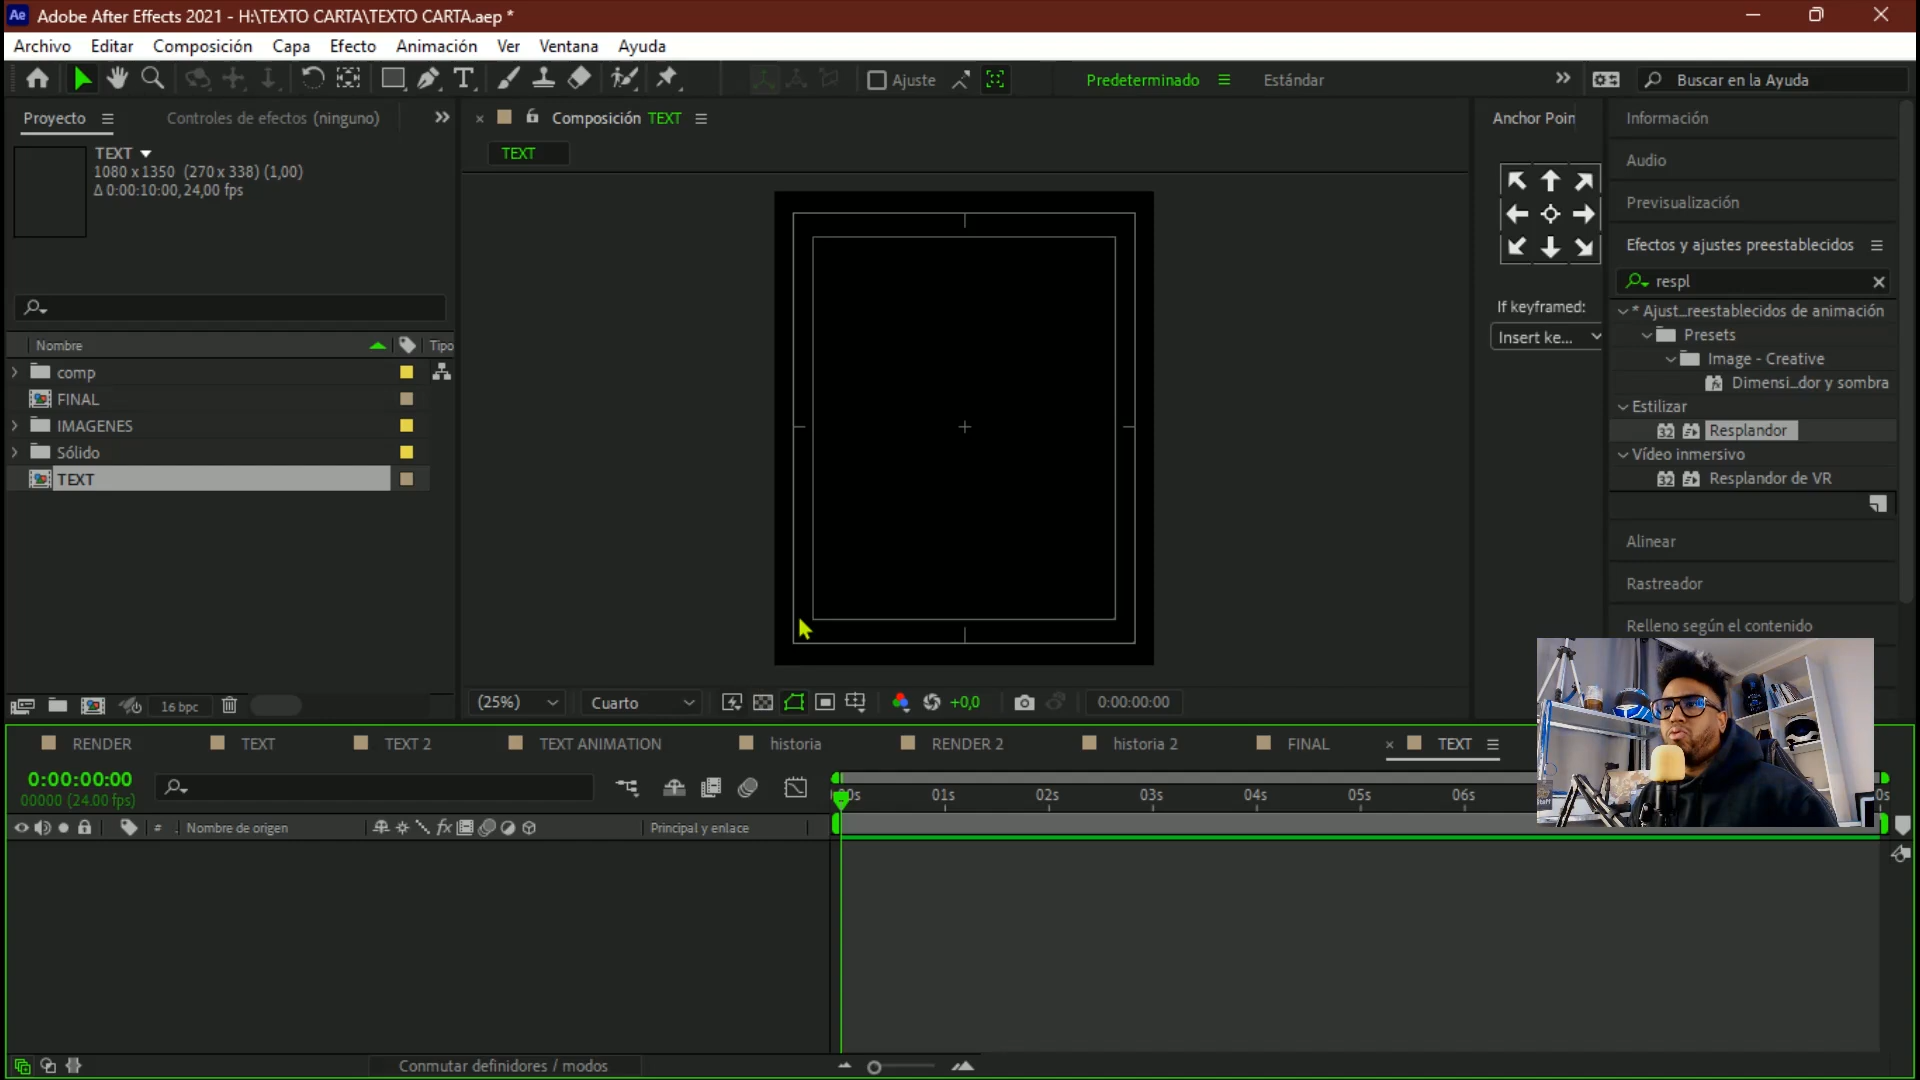 Ae Adobe After Effects 2021 - H:\TEXTO CARTA\TEXTO CARTA.aep *
Archivo Editar Composición Capa Efecto Animación Ver Ventana Ayuda
Ajuste Predeterminado Estándar Buscar en la Ayuda
Proyecto Controles de efectos (ninguno)
TEXT
1080 x 1350 (270 x 338) (1,00)
Δ 0:00:10:00, 24,00 fps
Nombre Tipo
comp
FINAL
IMAGENES
Sólido
TEXT
16 bpc
Composición TEXT
TEXT
(25%) Cuarto +0,0 0:00:00:00
Anchor Poin
If keyframed:
Insert ke...
Información
Audio
Previsualización
Efectos y ajustes preestablecidos
respl
* Ajust...reestablecidos de animación
Presets
Image - Creative
Dimensi...dor y sombra
Estilizar
32 Resplandor
Vídeo inmersivo
32 Resplandor de VR
Alinear
Rastreador
Relleno según el contenido
RENDER TEXT TEXT 2 TEXT ANIMATION historia RENDER 2 historia 2 FINAL TEXT
0:00:00:00
00000 (24.00 fps)
00s 01s 02s 03s 04s 05s 06s 0s
Nombre de origen fx Principal y enlace
Conmutar definidores / modos